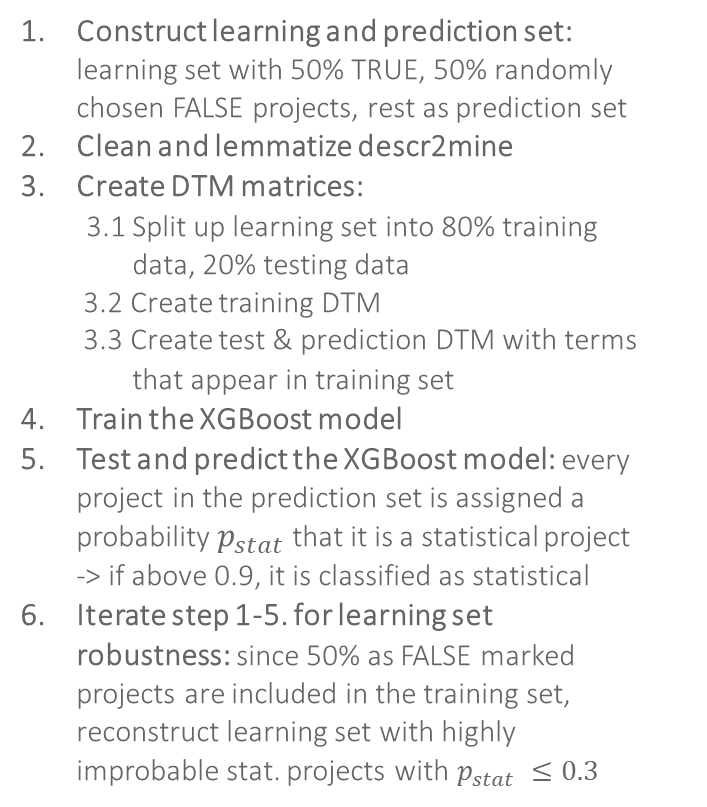 1. Construct learning and prediction set:
learning set with 50% TRUE, 50% randomly
chosen FALSE projects, rest as prediction set
2. Clean and lemmatize descr2mine
3. Create DTM matrices:
3.1 Split up learning set into 80% training
data, 20% testing data
3.2 Create training DTM
3.3 Create test & prediction DTM with terms
that appear in training set
4. Train the XGBoost model
5. Test and predict the XGBoost model: every
project in the prediction set is assigned a
probability p_stat that it is a statistical project
-> if above 0.9, it is classified as statistical
6. Iterate step 1-5. for learning set
robustness: since 50% as FALSE marked
projects are included in the training set,
reconstruct learning set with highly
improbable stat. projects with p_stat ≤ 0.3